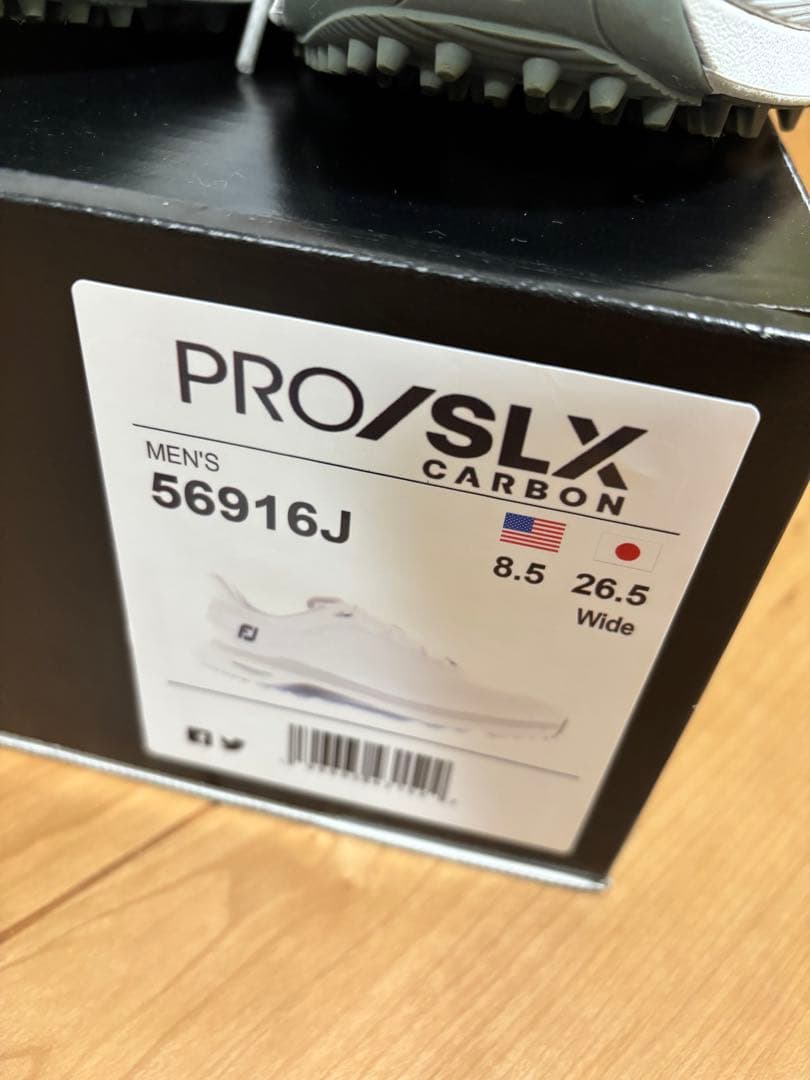 PRO/SLX
CARBON
MEN'S
56916J
8.5 26.5
Wide
FJ